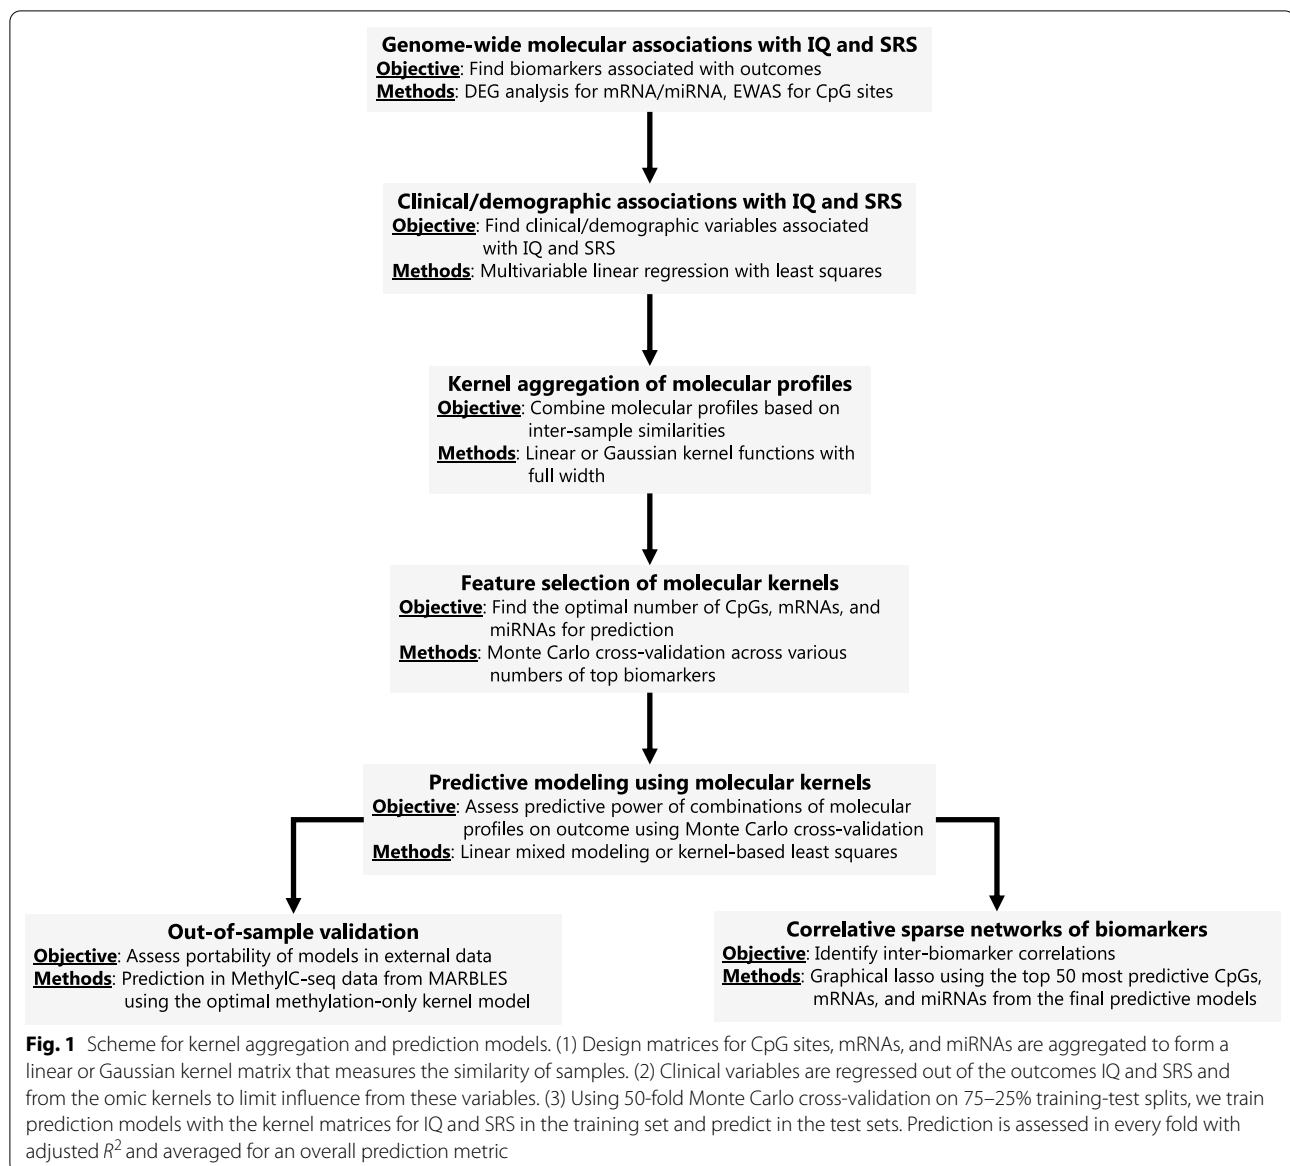 Genome-wide molecular associations with IQ and SRS
Objective: Find biomarkers associated with outcomes
Methods: DEG analysis for mRNA/miRNA, EWAS for CpG sites
Clinical/demographic associations with IQ and SRS
Objective: Find clinical/demographic variables associated
with IQ and SRS
Methods: Multivariable linear regression with least squares
Kernel aggregation of molecular profiles
Objective: Combine molecular profiles based on
inter-sample similarities
Methods: Linear or Gaussian kernel functions with
full width
Feature selection of molecular kernels
Objective: Find the optimal number of CpGs, mRNAs, and
miRNAs for prediction
Methods: Monte Carlo cross-validation across various
numbers of top biomarkers
Predictive modeling using molecular kernels
Objective: Assess predictive power of combinations of molecular
profiles on outcome using Monte Carlo cross-validation
Methods: Linear mixed modeling or kernel-based least squares
Out-of-sample validation
Objective: Assess portability of models in external data
Methods: Prediction in MethylC-seq data from MARBLES
using the optimal methylation-only kernel model
Correlative sparse networks of biomarkers
Objective: Identify inter-biomarker correlations
Methods: Graphical lasso using the top 50 most predictive CpGs,
mRNAs, and miRNAs from the final predictive models
Fig. 1 Scheme for kernel aggregation and prediction models. (1) Design matrices for CpG sites, mRNAs, and miRNAs are aggregated to form a
linear or Gaussian kernel matrix that measures the similarity of samples. (2) Clinical variables are regressed out of the outcomes IQ and SRS and
from the omic kernels to limit influence from these variables. (3) Using 50-fold Monte Carlo cross-validation on 75–25% training-test splits, we train
prediction models with the kernel matrices for IQ and SRS in the training set and predict in the test sets. Prediction is assessed in every fold with
adjusted R² and averaged for an overall prediction metric